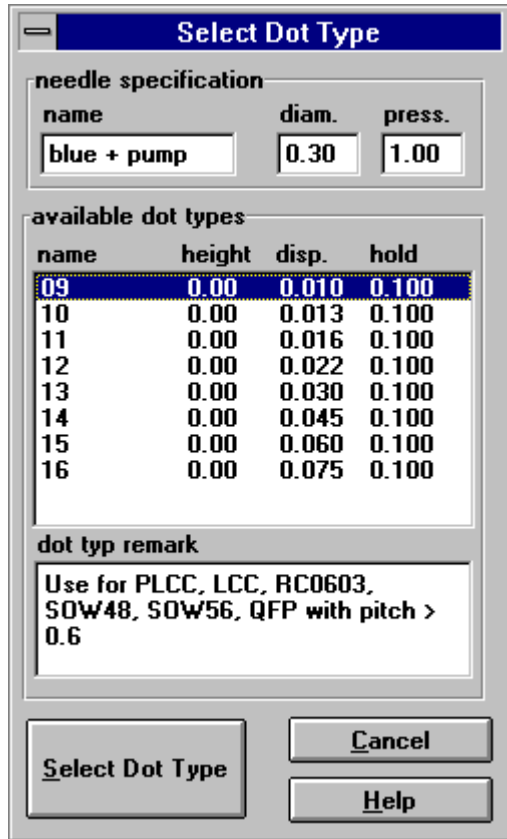 Select Dot Type
needle specification
name diam. press.
blue + pump 0.30 1.00
available dot types
name height disp. hold
09 0.00 0.010 0.100
10 0.00 0.013 0.100
11 0.00 0.016 0.100
12 0.00 0.022 0.100
13 0.00 0.030 0.100
14 0.00 0.045 0.100
15 0.00 0.060 0.100
16 0.00 0.075 0.100
dot typ remark
Use for PLCC, LCC, RC0603,
SOW48, SOW56, QFP with pitch >
0.6
Select Dot Type
Cancel
Help